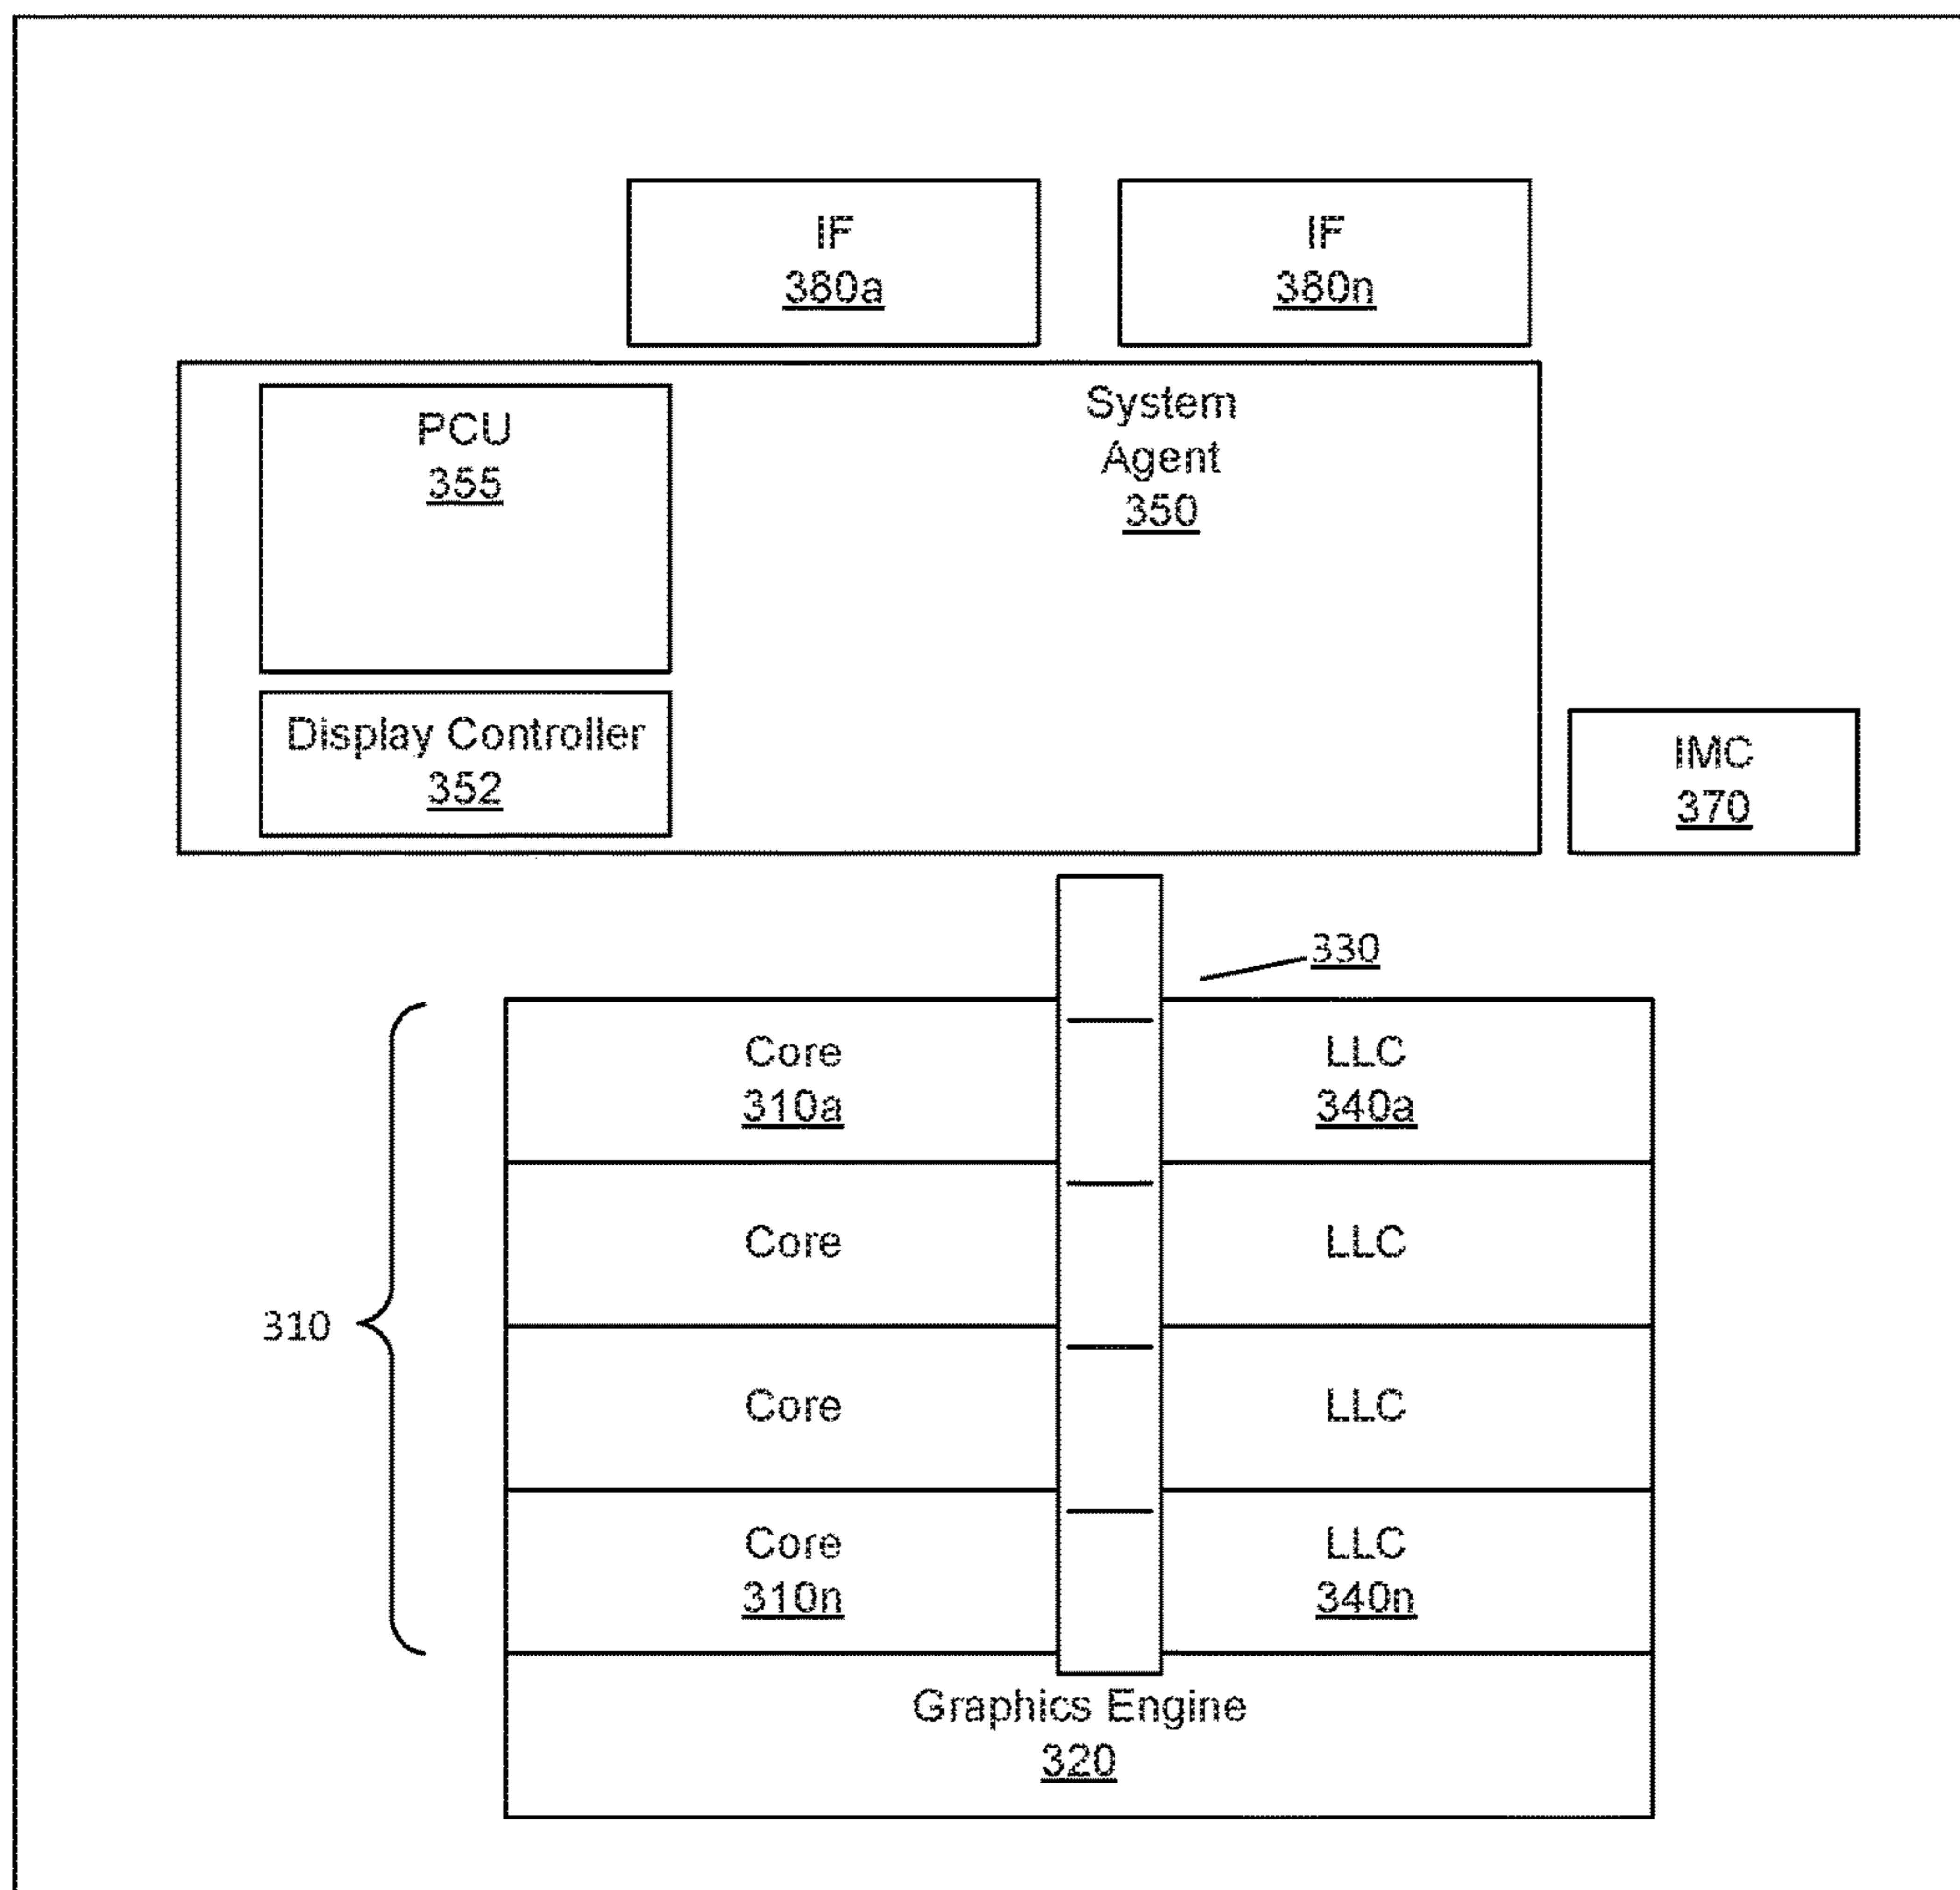 IF
380a
IF
380n
PCU
355
System
Agent
350
Display Controller
352
IMC
370
330
Core
310a
LLC
340a
Core
LLC
310
Core
LLC
Core
310n
LLC
340n
Graphics Engine
320